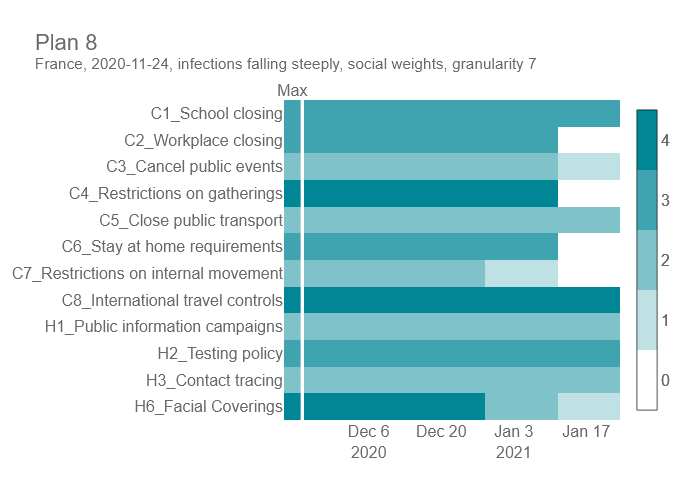 Plan 8
France, 2020-11-24, infections falling steeply, social weights, granularity 7
Max
C1_School closing
C2_Workplace closing
C3_Cancel public events
C4_Restrictions on gatherings
C5_Close public transport
C6_Stay at home requirements
C7_Restrictions on internal movement
C8_International travel controls
H1_Public information campaigns
H2_Testing policy
H3_Contact tracing
H6_Facial Coverings
4
3
2
1
0
Dec 6 Dec 20 Jan 3 Jan 17
2020 2021